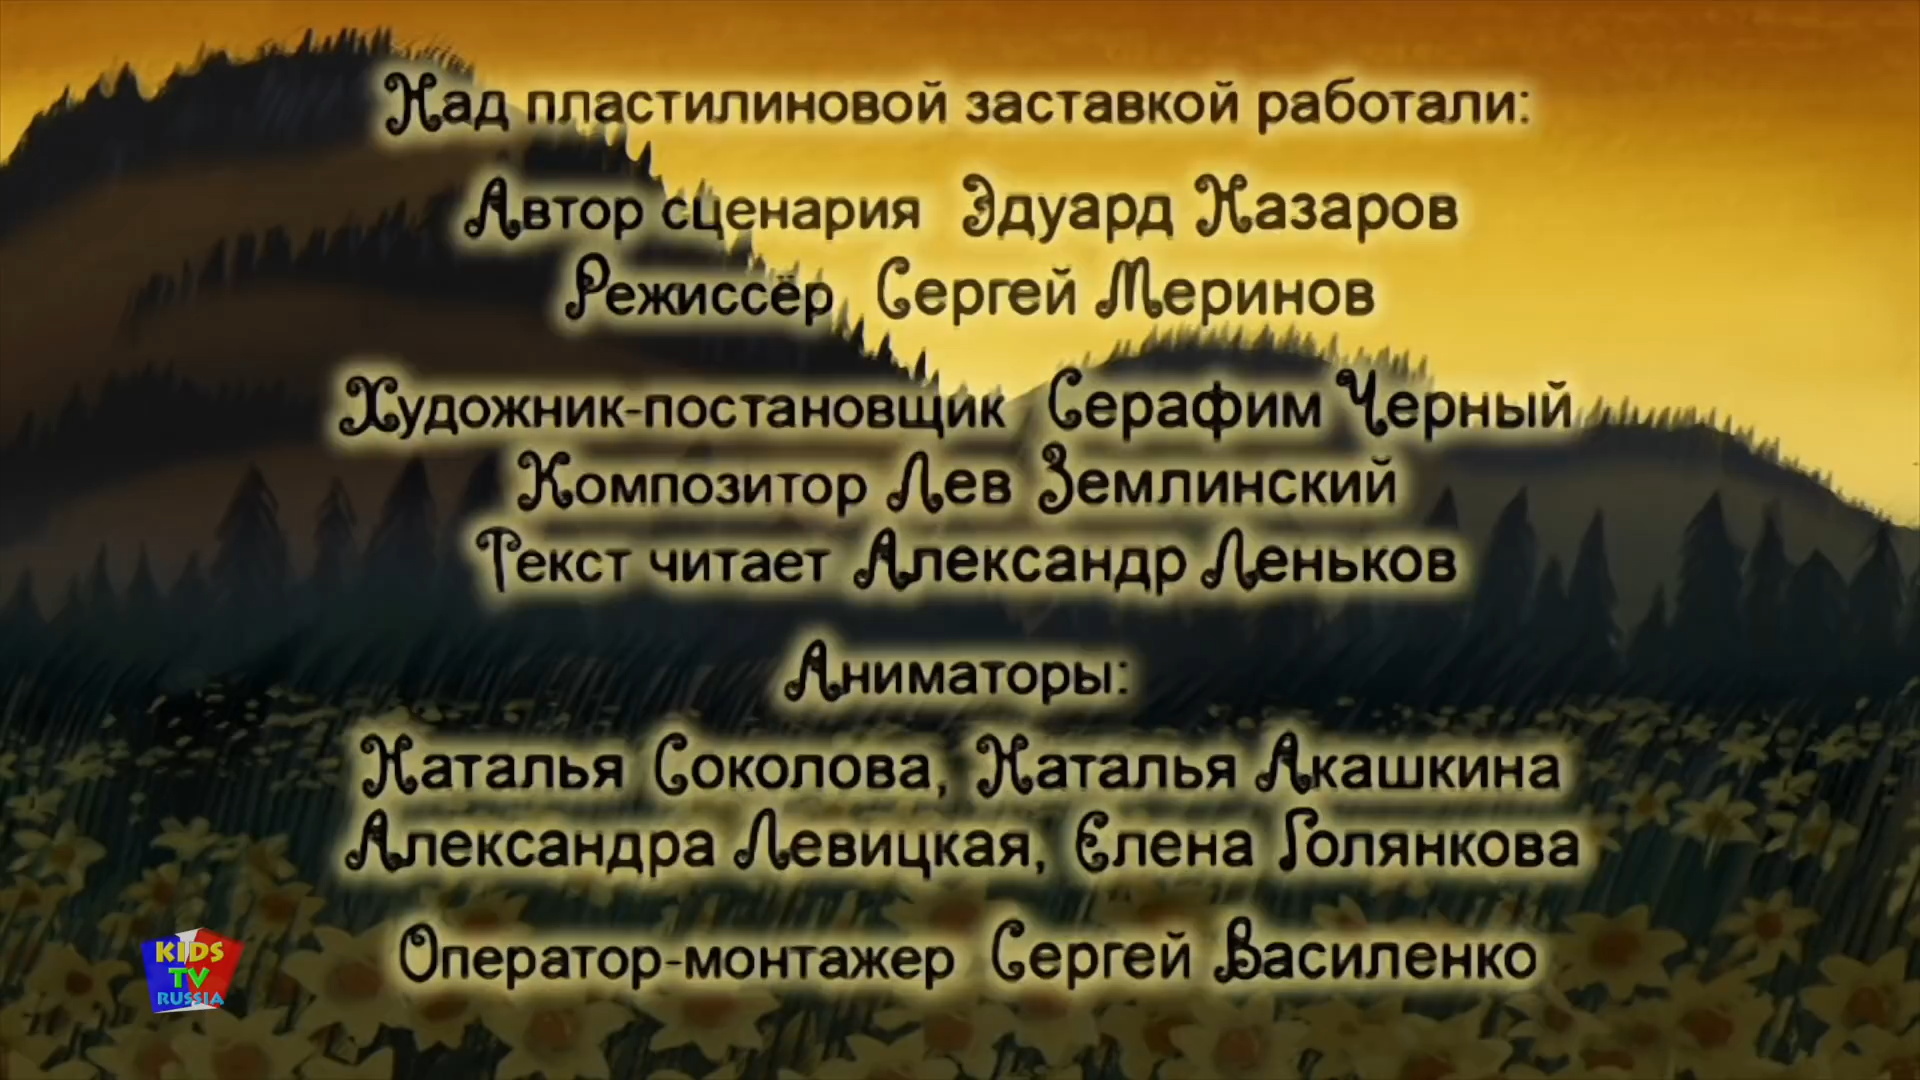 Над пластилиновой заставкой работали:
Автор сценария Эдуард Назаров
Режиссёр Сергей Меринов
Художник-постановщик Серафим Черный
Композитор Лев Землинский
Текст читает Александр Леньков
Аниматоры:
Наталья Соколова, Наталья Акашкина
Александра Левицкая, Елена Голянкова
Оператор-монтажер Сергей Василенко
KIDS
TV
RUSSIA